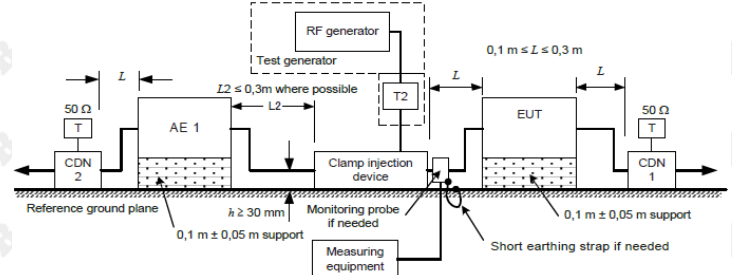 RF generator
Test generator
0,1 m ≤ L ≤ 0,3 m
L
L2 ≤ 0,3m where possible
L2
T2
L
L
50 Ω
T
AE 1
EUT
50 Ω
T
CDN
2
Clamp injection
device
CDN
1
Reference ground plane
h ≥ 30 mm
Monitoring probe
if needed
0,1 m ± 0,05 m support
0,1 m ± 0,05 m support
Short earthing strap if needed
Measuring
equipment